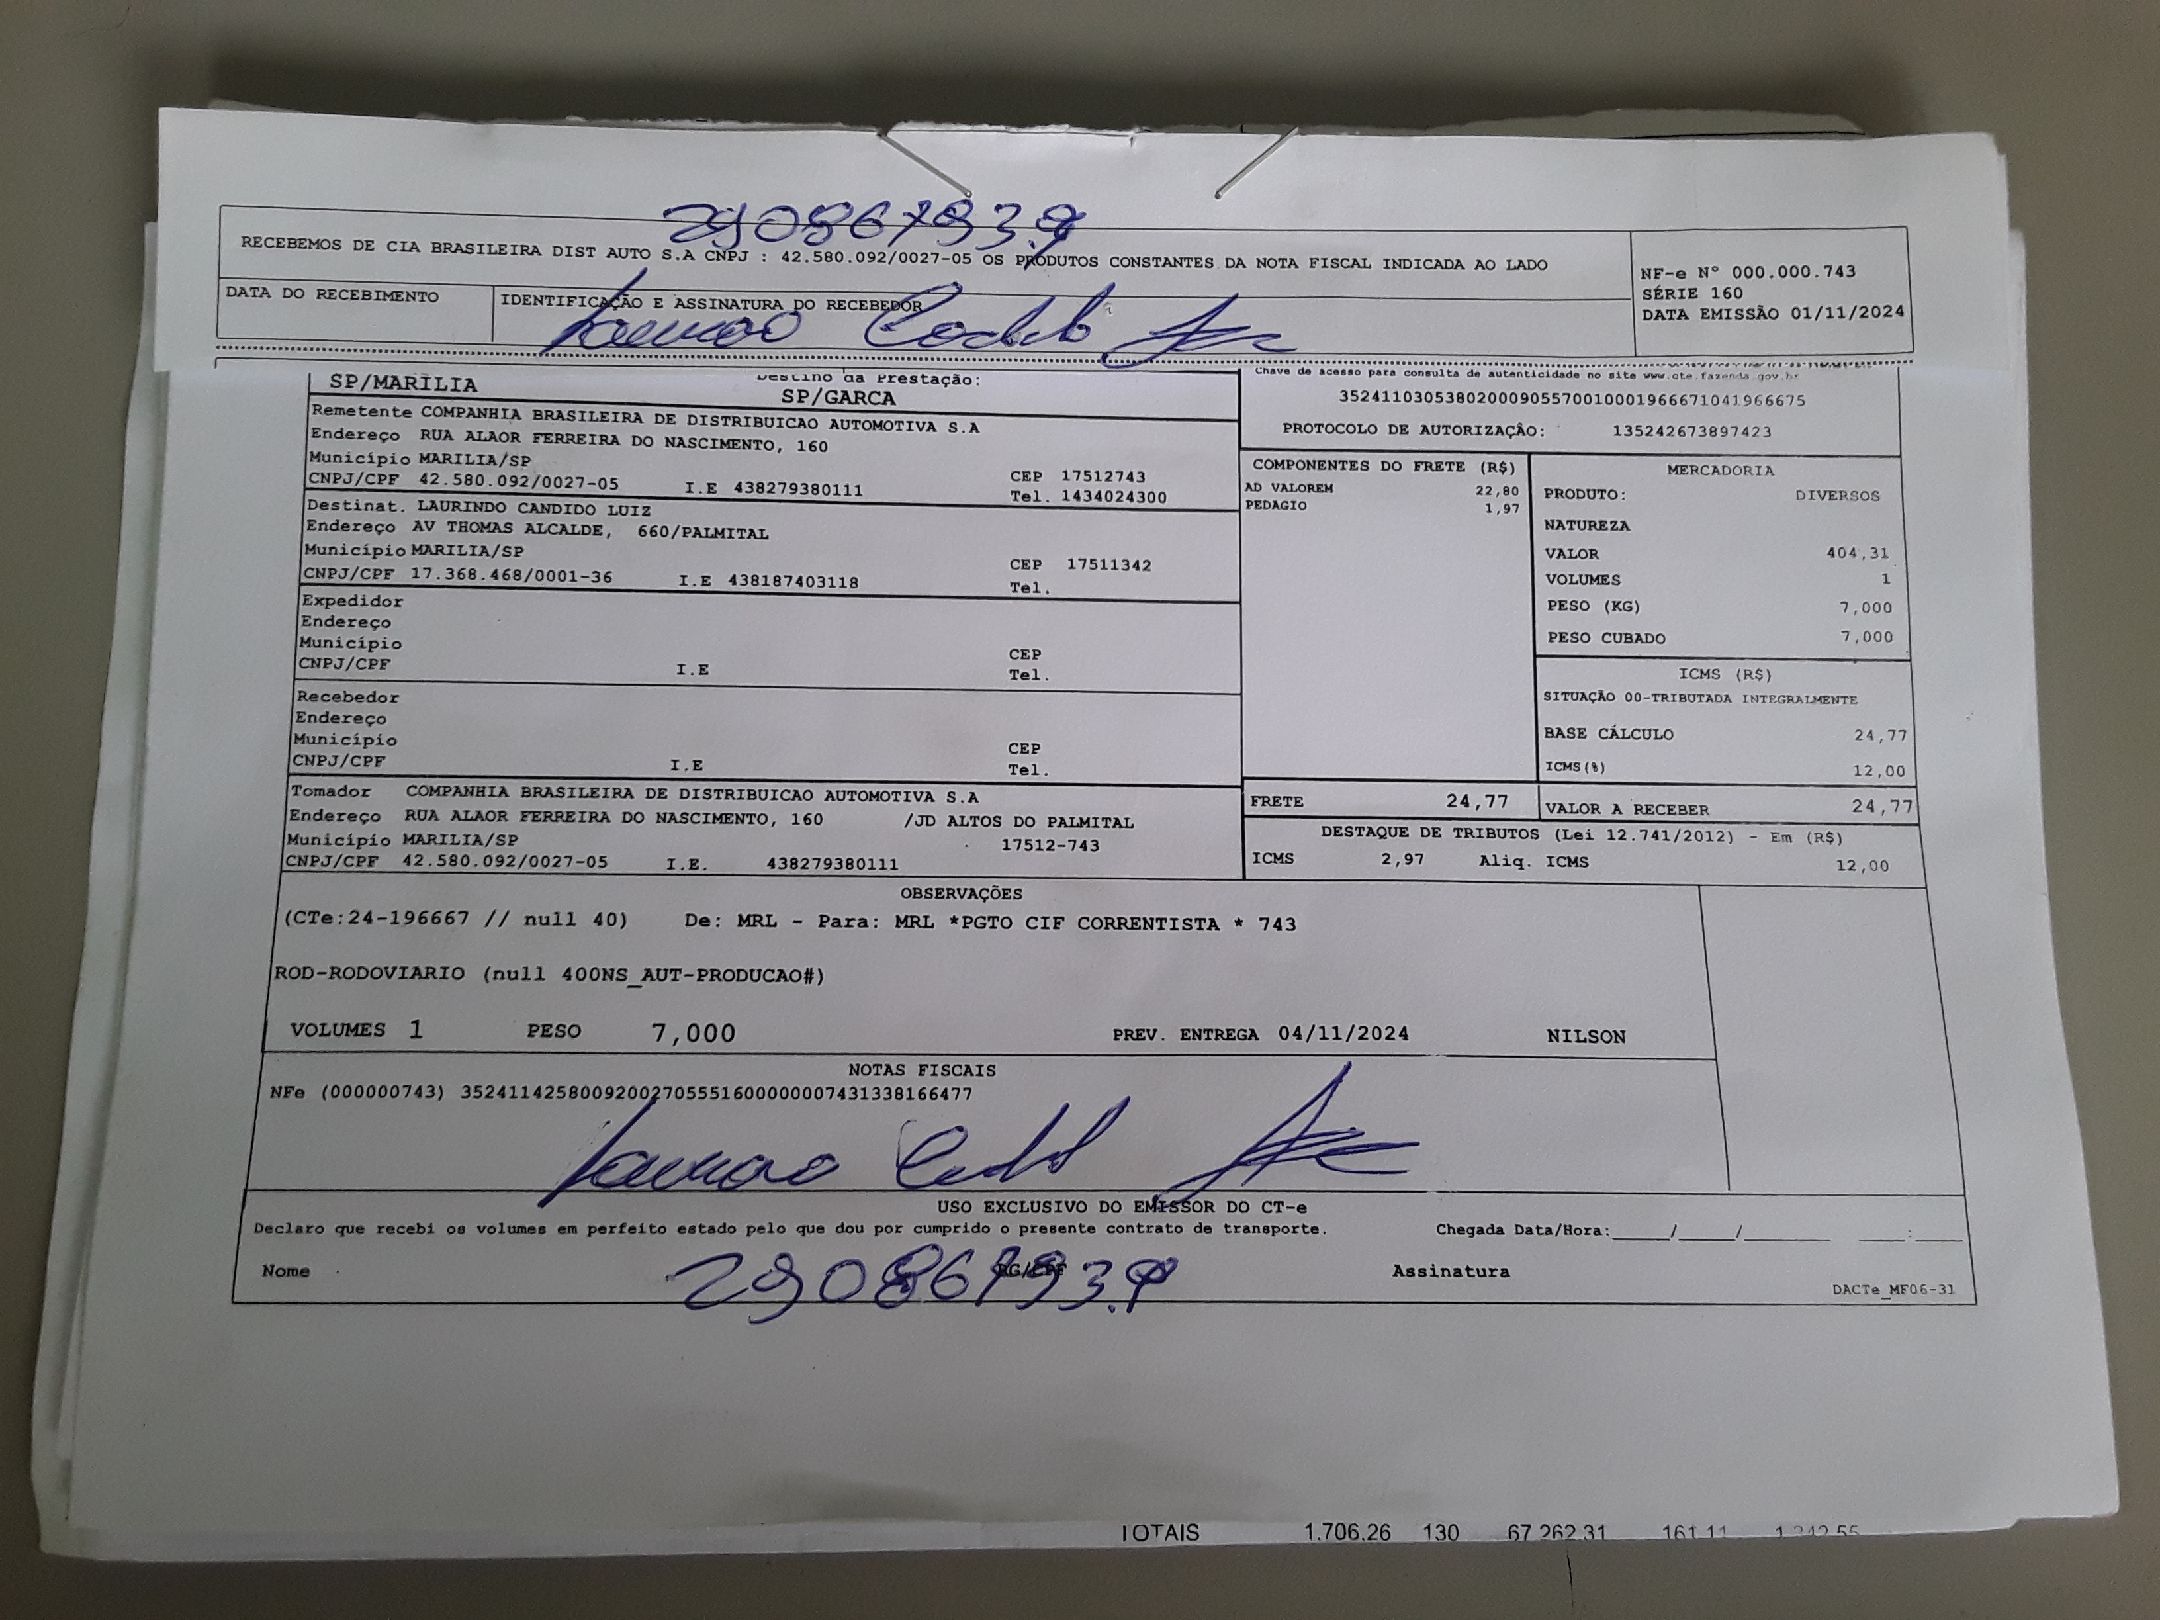 290867939
RECEBEMOS DE CIA BRASILEIRA DIST AUTO S.A CNPJ : 42.580.092/0027-05 OS PRODUTOS CONSTANTES DA NOTA FISCAL INDICADA AO LADO
NF-e N° 000.000.743
SÉRIE 160
DATA EMISSÃO 01/11/2024
DATA DO RECEBIMENTO
IDENTIFICAÇÃO E ASSINATURA DO RECEBEDOR
SP/MARILIA
Destino da Prestação:
SP/GARCA
Remetente COMPANHIA BRASILEIRA DE DISTRIBUICAO AUTOMOTIVA S.A
Endereço RUA ALAOR FERREIRA DO NASCIMENTO, 160
Município MARILIA/SP CEP 17512743
CNPJ/CPF 42.580.092/0027-05 I.E 438279380111 Tel. 1434024300
Destinat. LAURINDO CANDIDO LUIZ
Endereço AV THOMAS ALCALDE, 660/PALMITAL
Município MARILIA/SP CEP 17511342
CNPJ/CPF 17.368.468/0001-36 I.E 438187403118 Tel.
Expedidor
Endereço
Município CEP
CNPJ/CPF I.E Tel.
Recebedor
Endereço
Município CEP
CNPJ/CPF I.E Tel.
Tomador COMPANHIA BRASILEIRA DE DISTRIBUICAO AUTOMOTIVA S.A
Endereço RUA ALAOR FERREIRA DO NASCIMENTO, 160 /JD ALTOS DO PALMITAL
Município MARILIA/SP 17512-743
CNPJ/CPF 42.580.092/0027-05 I.E. 438279380111
Chave de acesso para consulta de autenticidade no site www.cte.fazenda.gov.br
35241103053802000905570010001966671041966675
PROTOCOLO DE AUTORIZAÇÃO: 135242673897423
COMPONENTES DO FRETE (R$)
AD VALOREM 22,80
PEDAGIO 1,97
MERCADORIA
PRODUTO: DIVERSOS
NATUREZA
VALOR 404,31
VOLUMES 1
PESO (KG) 7,000
PESO CUBADO 7,000
ICMS (R$)
SITUAÇÃO 00-TRIBUTADA INTEGRALMENTE
BASE CÁLCULO 24,77
ICMS(%) 12,00
FRETE 24,77 VALOR A RECEBER 24,77
DESTAQUE DE TRIBUTOS (Lei 12.741/2012) - Em (R$)
ICMS 2,97 Aliq. ICMS 12,00
OBSERVAÇÕES
(CTe:24-196667 // null 40) De: MRL - Para: MRL *PGTO CIF CORRENTISTA * 743
ROD-RODOVIARIO (null 400NS_AUT-PRODUCAO#)
VOLUMES 1 PESO 7,000 PREV. ENTREGA 04/11/2024 NILSON
NOTAS FISCAIS
NFe (000000743) 35241142580092002705551600000007431338166477
USO EXCLUSIVO DO EMISSOR DO CT-e
Declaro que recebi os volumes em perfeito estado pelo que dou por cumprido o presente contrato de transporte. Chegada Data/Hora:_____/_____/________ ____:____
Nome RG/CPF Assinatura
290867939
DACTe_MF06-31
TOTAIS 1.706,26 130 67.262,31 161,11 1.242,55